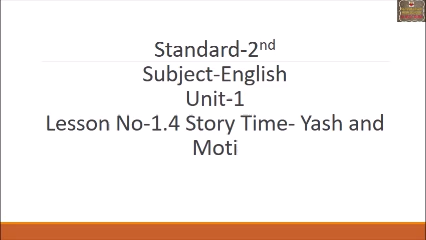 Standard-2nd
Subject-English
Unit-1
Lesson No-1.4 Story Time- Yash and
Moti